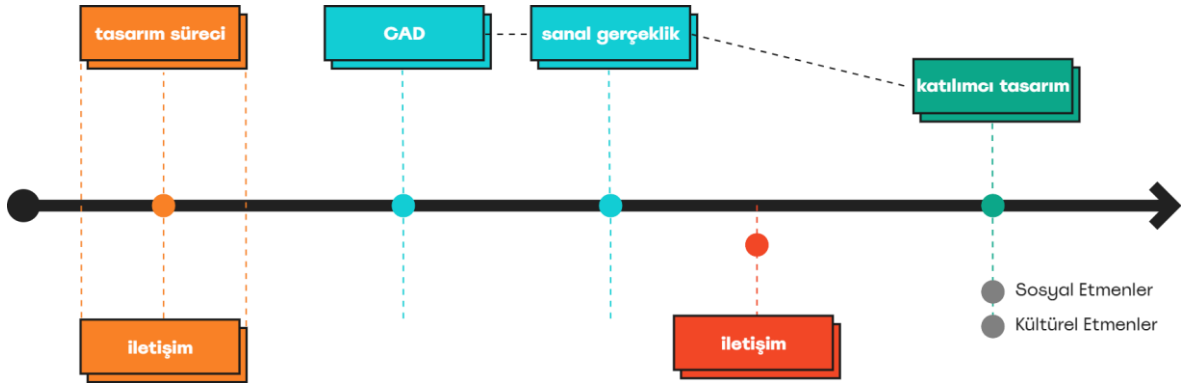 tasarım süreci
CAD
sanal gerçeklik
katılımcı tasarım
Sosyal Etmenler
Kültürel Etmenler
iletişim
iletişim